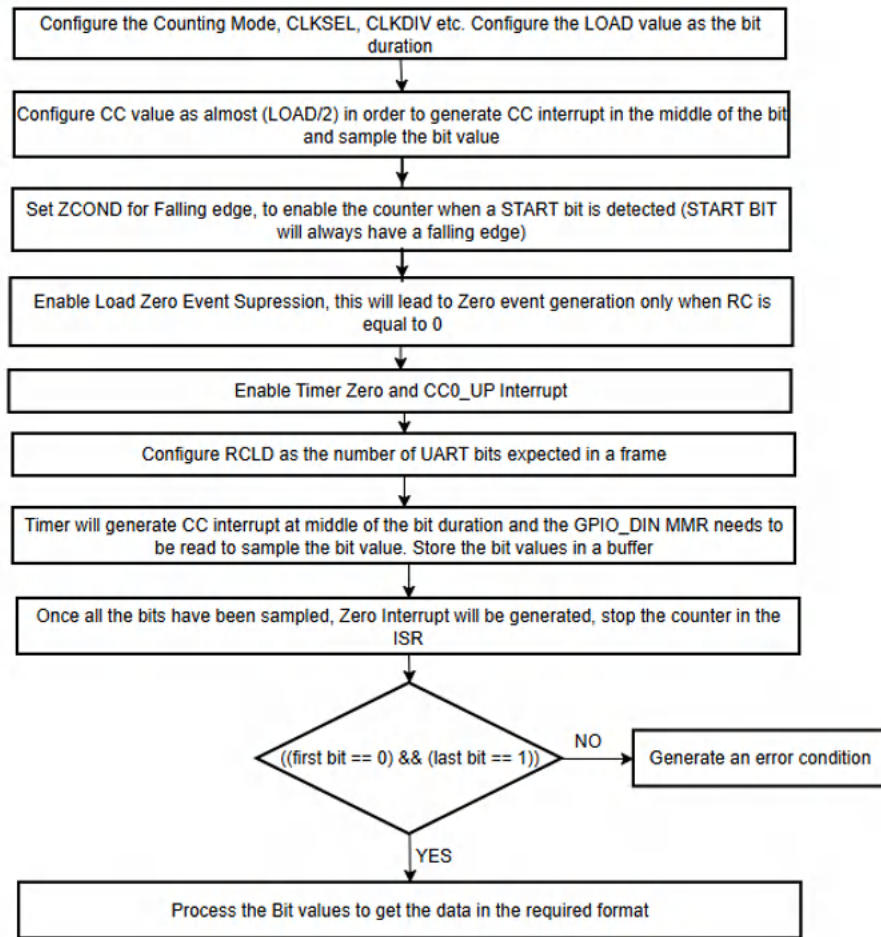 Configure the Counting Mode, CLKSEL, CLKDIV etc. Configure the LOAD value as the bit
duration
Configure CC value as almost (LOAD/2) in order to generate CC interrupt in the middle of the bit
and sample the bit value
Set ZCOND for Falling edge, to enable the counter when a START bit is detected (START BIT
will always have a falling edge)
Enable Load Zero Event Supression, this will lead to Zero event generation only when RC is
equal to 0
Enable Timer Zero and CC0_UP Interrupt
Configure RCLD as the number of UART bits expected in a frame
Timer will generate CC interrupt at middle of the bit duration and the GPIO_DIN MMR needs to
be read to sample the bit value. Store the bit values in a buffer
Once all the bits have been sampled, Zero Interrupt will be generated, stop the counter in the
ISR
((first bit == 0) && (last bit == 1))
NO
Generate an error condition
YES
Process the Bit values to get the data in the required format